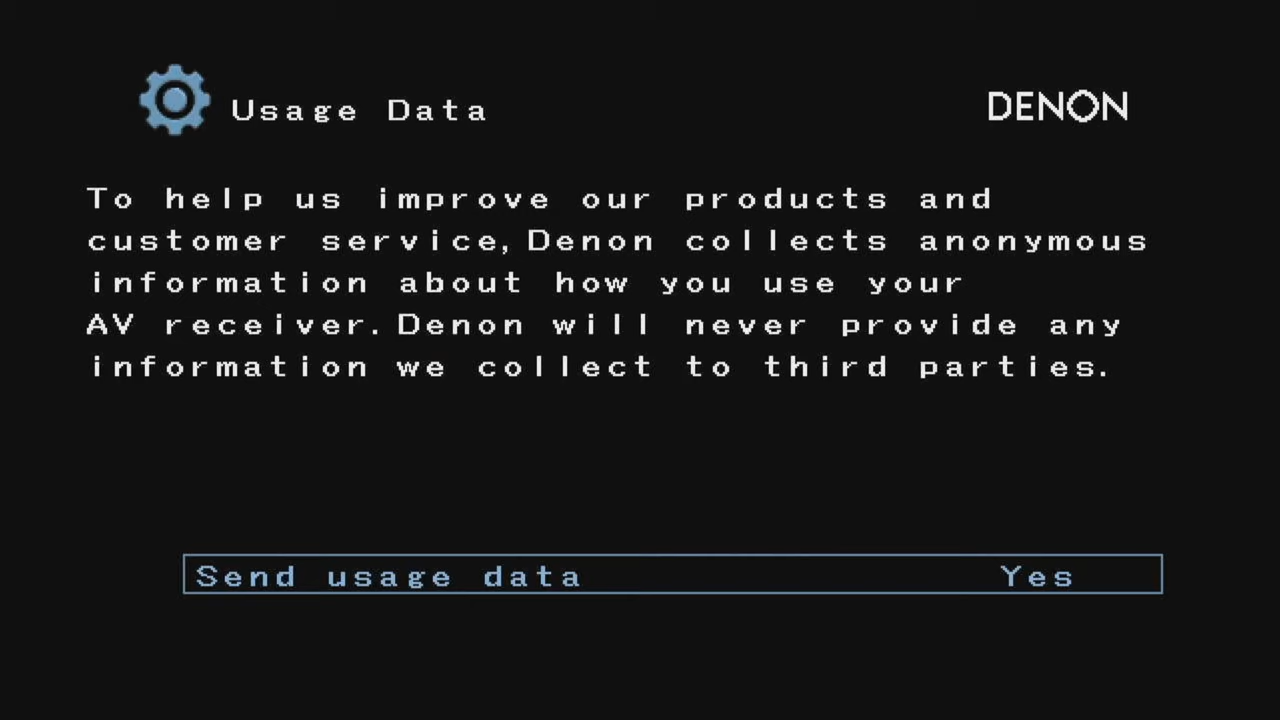 Usage Data
DENON
To help us improve our products and
customer service, Denon collects anonymous
information about how you use your
AV receiver. Denon will never provide any
information we collect to third parties.
Send usage data Yes